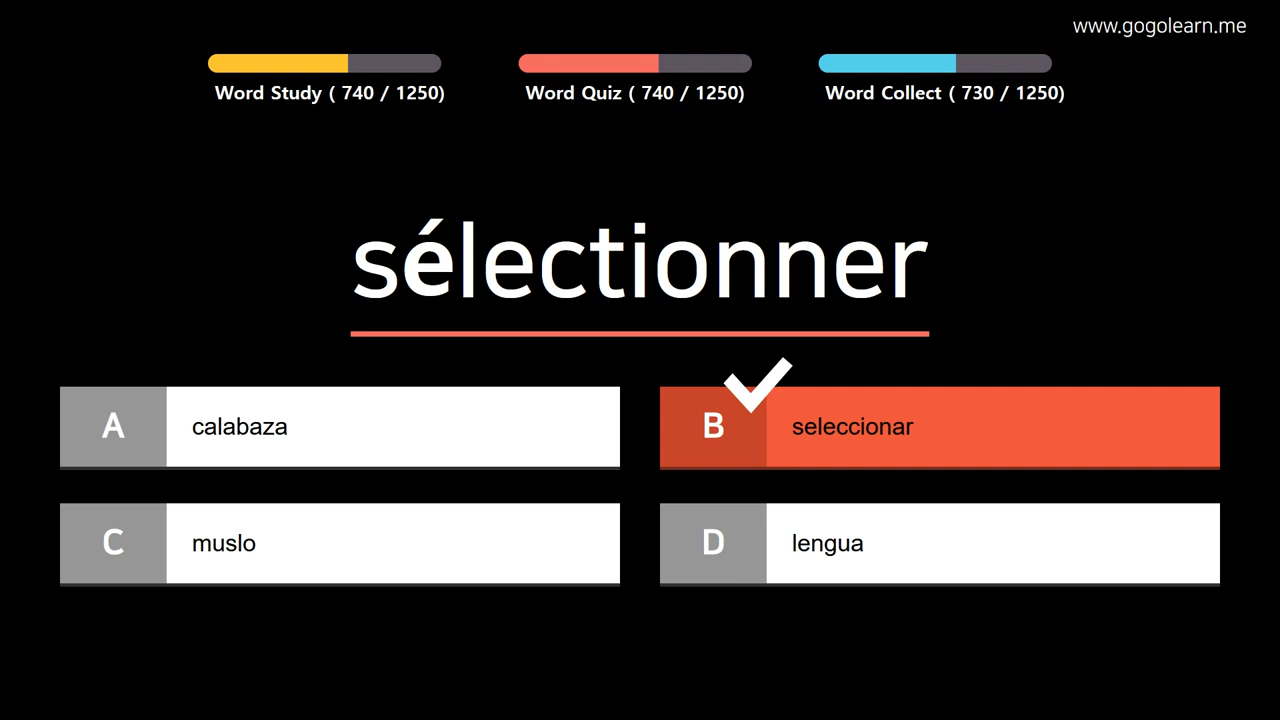 www.gogolearn.me
Word Study ( 740 / 1250)
Word Quiz ( 740 / 1250)
Word Collect ( 730 / 1250)
sélectionner
A calabaza
B seleccionar
C muslo
D lengua